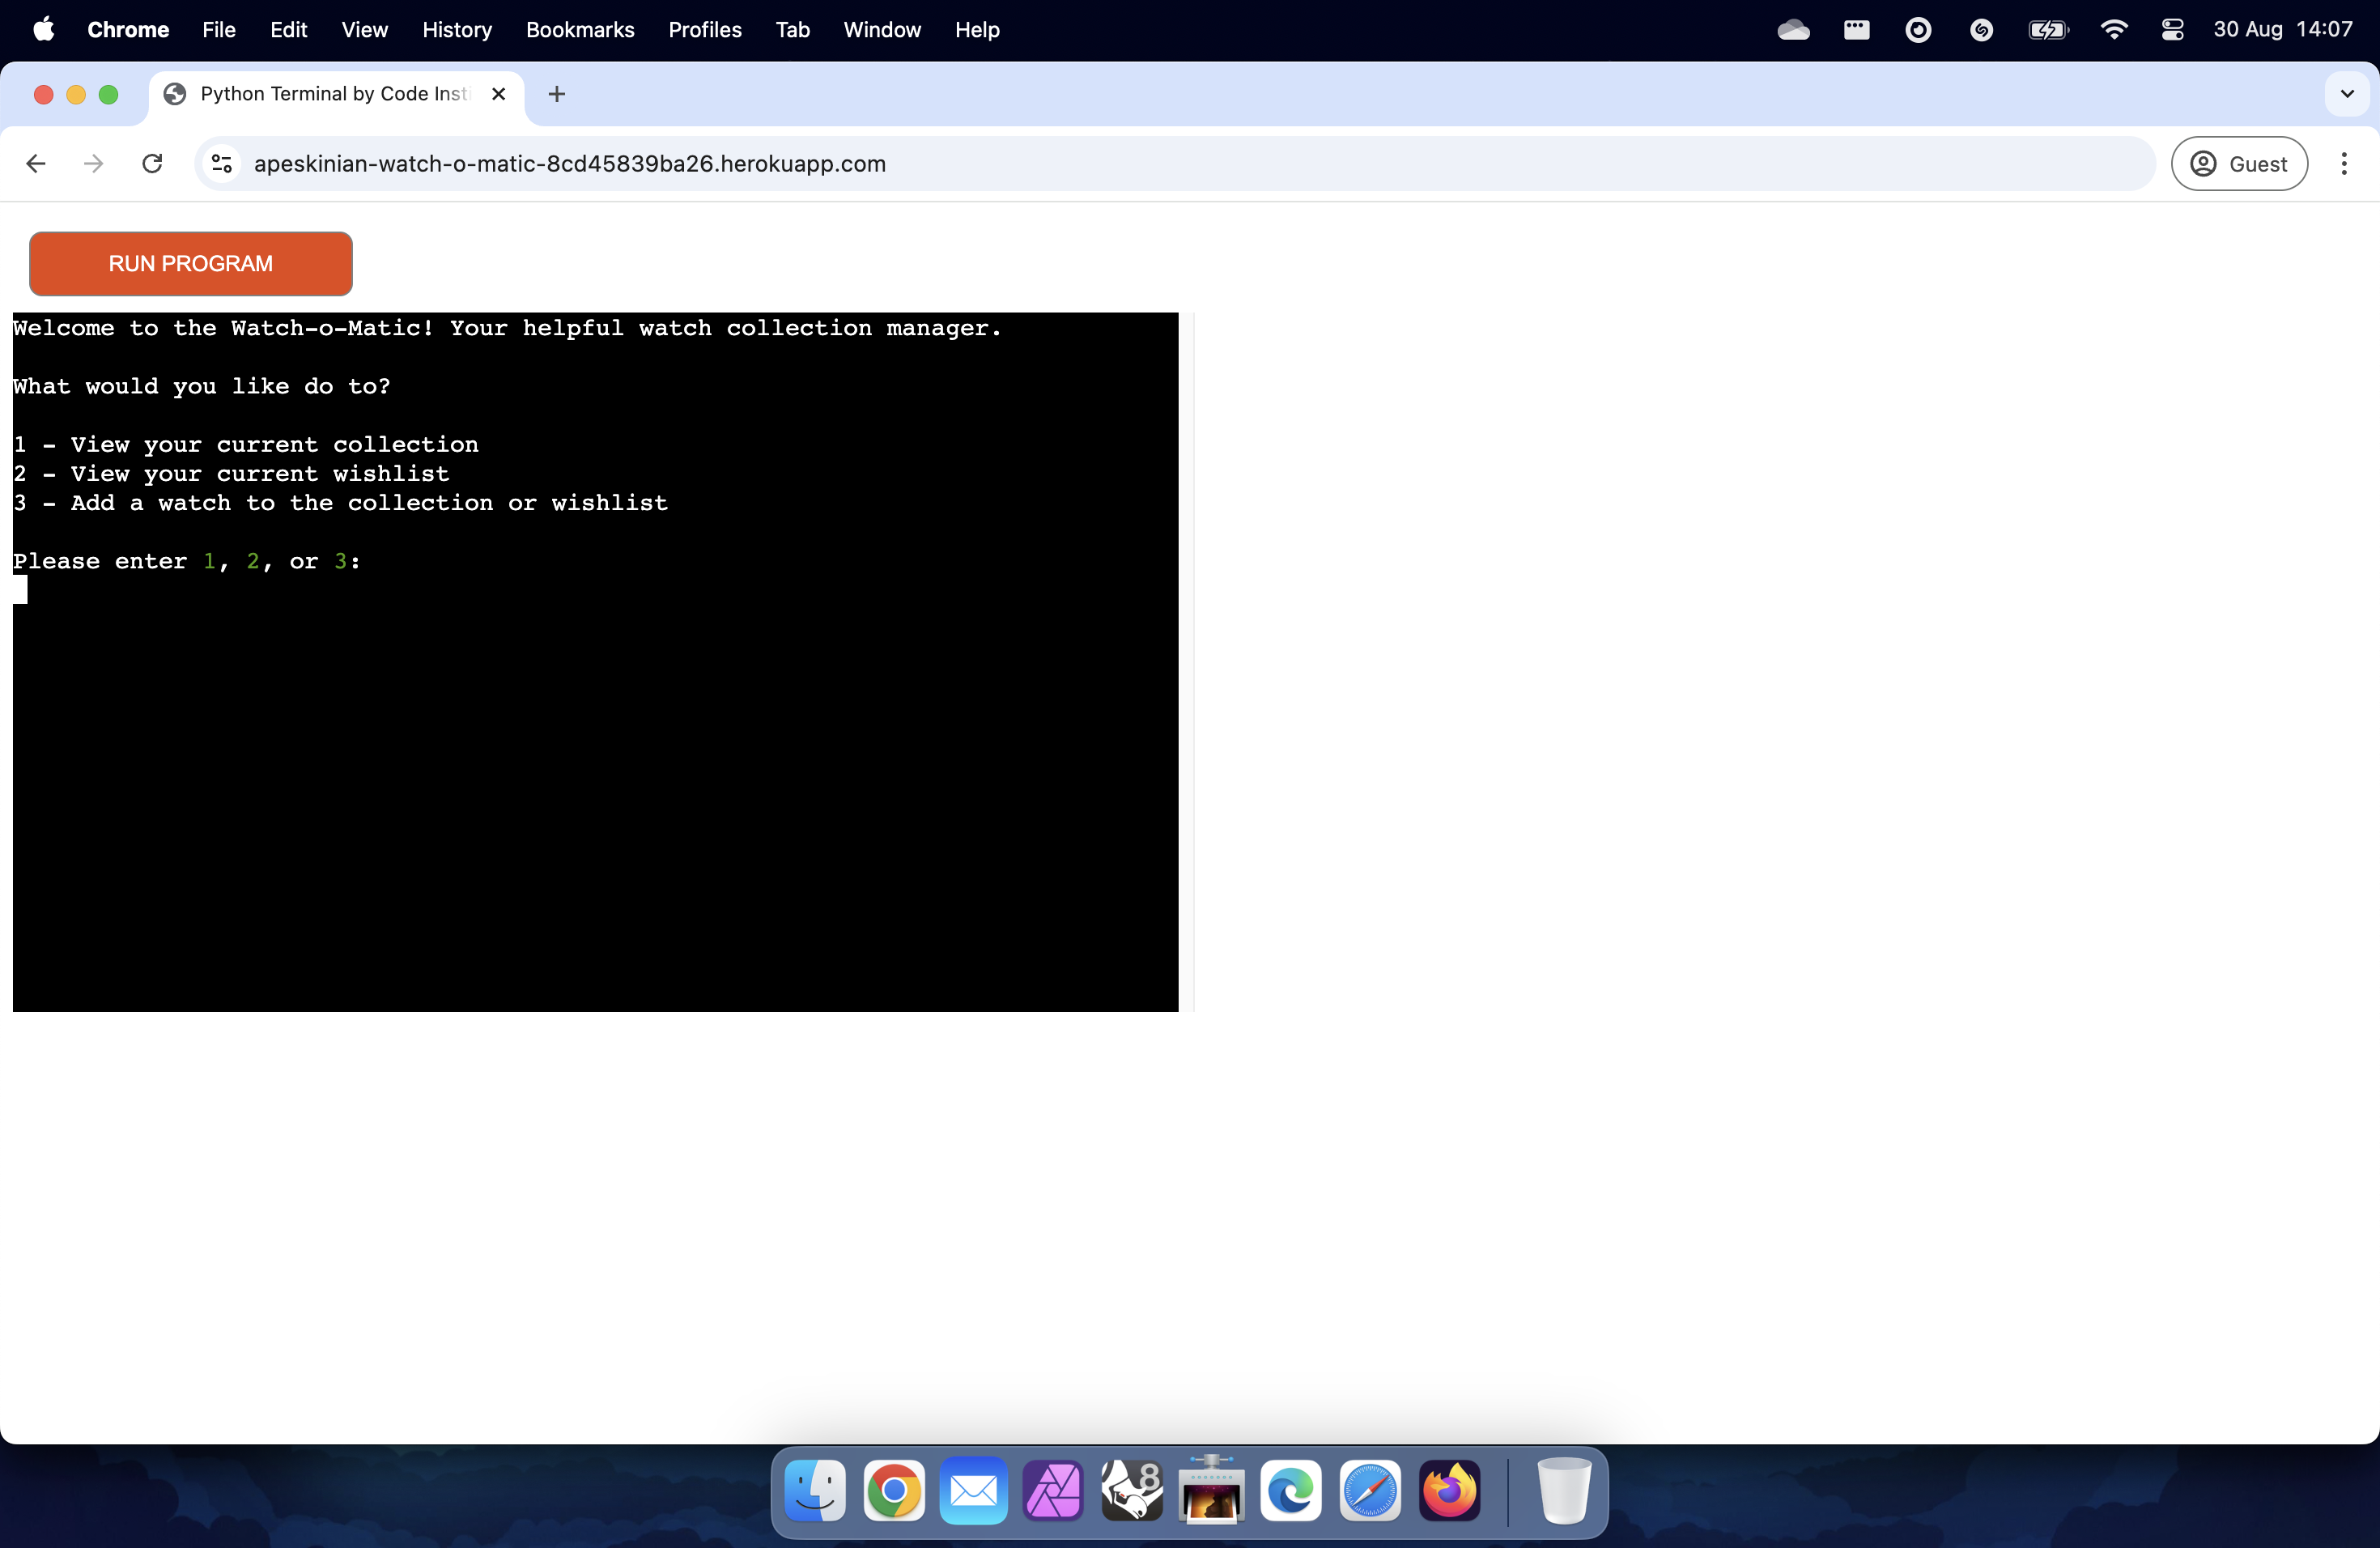 Chrome File Edit View History Bookmarks Profiles Tab Window Help 30 Aug 14:07
Python Terminal by Code Insti
apeskinian-watch-o-matic-8cd45839ba26.herokuapp.com Guest
RUN PROGRAM
Welcome to the Watch-o-Matic! Your helpful watch collection manager.
What would you like do to?
1 - View your current collection
2 - View your current wishlist
3 - Add a watch to the collection or wishlist
Please enter 1, 2, or 3:
8